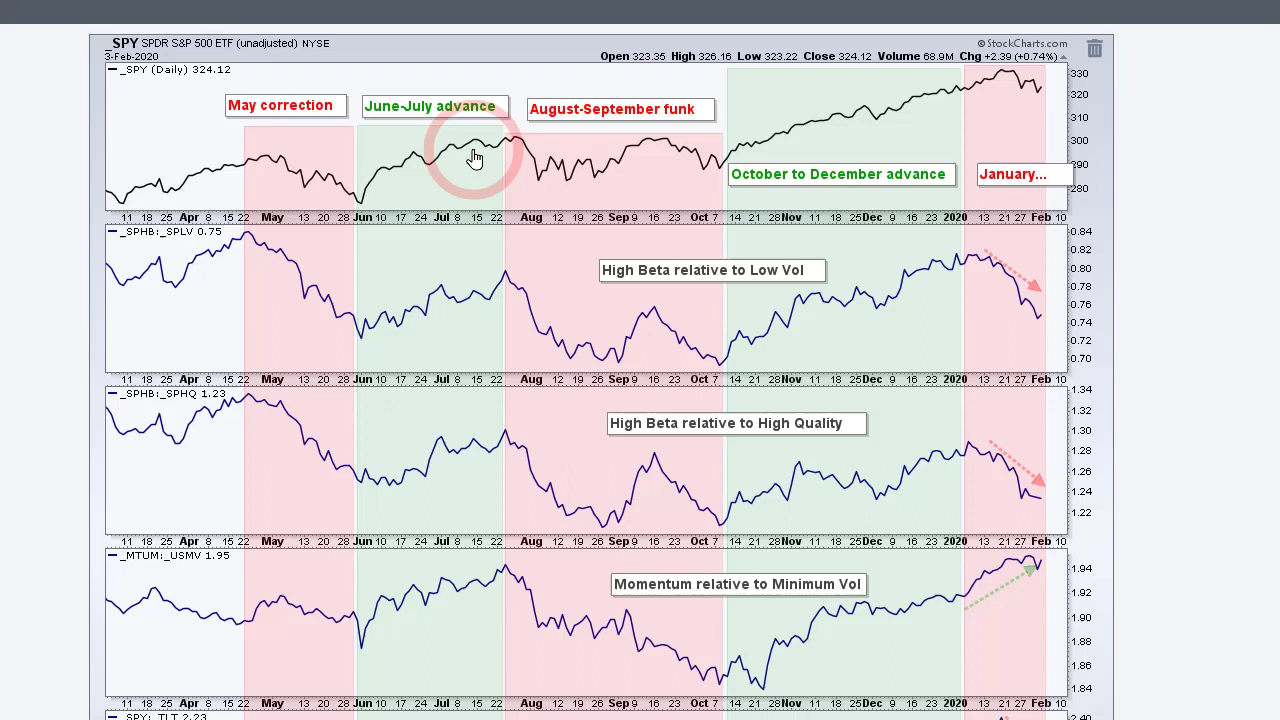 _SPY SPDR S&P 500 ETF (unadjusted) NYSE
© StockCharts.com
3-Feb-2020
Open 323.35 High 326.16 Low 323.22 Close 324.12 Volume 68.9M Chg +2.39 (+0.74%)
_SPY (Daily) 324.12
330
320
310
300
290
280
May correction
June-July advance
August-September funk
October to December advance
January...
11 18 25 Apr 8 15 22 May 13 20 28 Jun 10 17 24 Jul 8 15 22 Aug 12 19 26 Sep 9 16 23 Oct 7 14 21 28 Nov 11 18 25 Dec 9 16 23 2020 13 21 27 Feb 10
_SPHB:_SPLV 0.75
0.84
0.82
0.80
0.78
0.76
0.74
0.72
0.70
High Beta relative to Low Vol
11 18 25 Apr 8 15 22 May 13 20 28 Jun 10 17 24 Jul 8 15 22 Aug 12 19 26 Sep 9 16 23 Oct 7 14 21 28 Nov 11 18 25 Dec 9 16 23 2020 13 21 27 Feb 10
_SPHB:_SPHQ 1.23
1.34
1.32
1.30
1.28
1.26
1.24
1.22
High Beta relative to High Quality
11 18 25 Apr 8 15 22 May 13 20 28 Jun 10 17 24 Jul 8 15 22 Aug 12 19 26 Sep 9 16 23 Oct 7 14 21 28 Nov 11 18 25 Dec 9 16 23 2020 13 21 27 Feb 10
_MTUM:_USMV 1.95
1.94
1.92
1.90
1.88
1.86
1.84
Momentum relative to Minimum Vol
11 18 25 Apr 8 15 22 May 13 20 28 Jun 10 17 24 Jul 8 15 22 Aug 12 19 26 Sep 9 16 23 Oct 7 14 21 28 Nov 11 18 25 Dec 9 16 23 2020 13 21 27 Feb 10
_SPY:_TLT 2.23
2.40